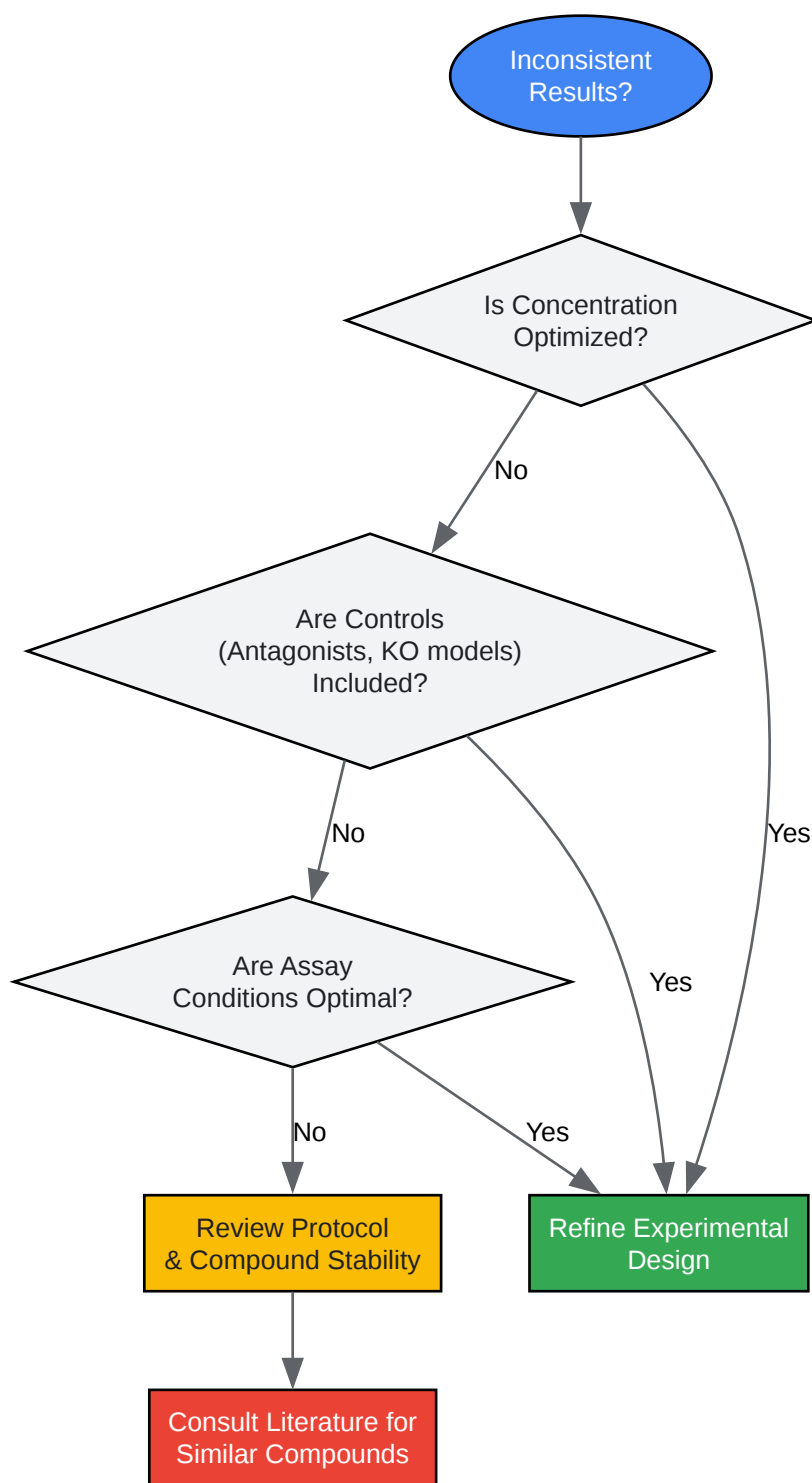 Inconsistent
Results?
Is Concentration
Optimized?
No
Are Controls
(Antagonists, KO models)
Included?
No
Yes
Are Assay
Conditions Optimal?
Yes
No
Yes
Review Protocol
& Compound Stability
Refine Experimental
Design
Consult Literature for
Similar Compounds